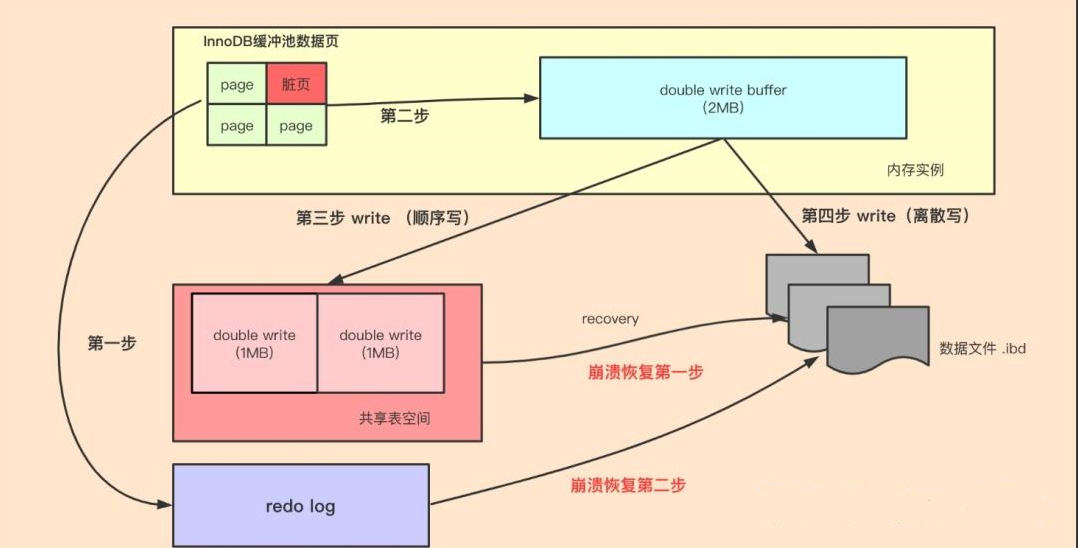 InnoDB缓冲池数据页
page
脏页
page
page
第二步
double write buffer
(2MB)
内存实例
第三步 write （顺序写）
第四步 write（离散写）
第一步
double write
(1MB)
double write
(1MB)
共享表空间
recovery
崩溃恢复第一步
数据文件 .ibd
崩溃恢复第二步
redo log